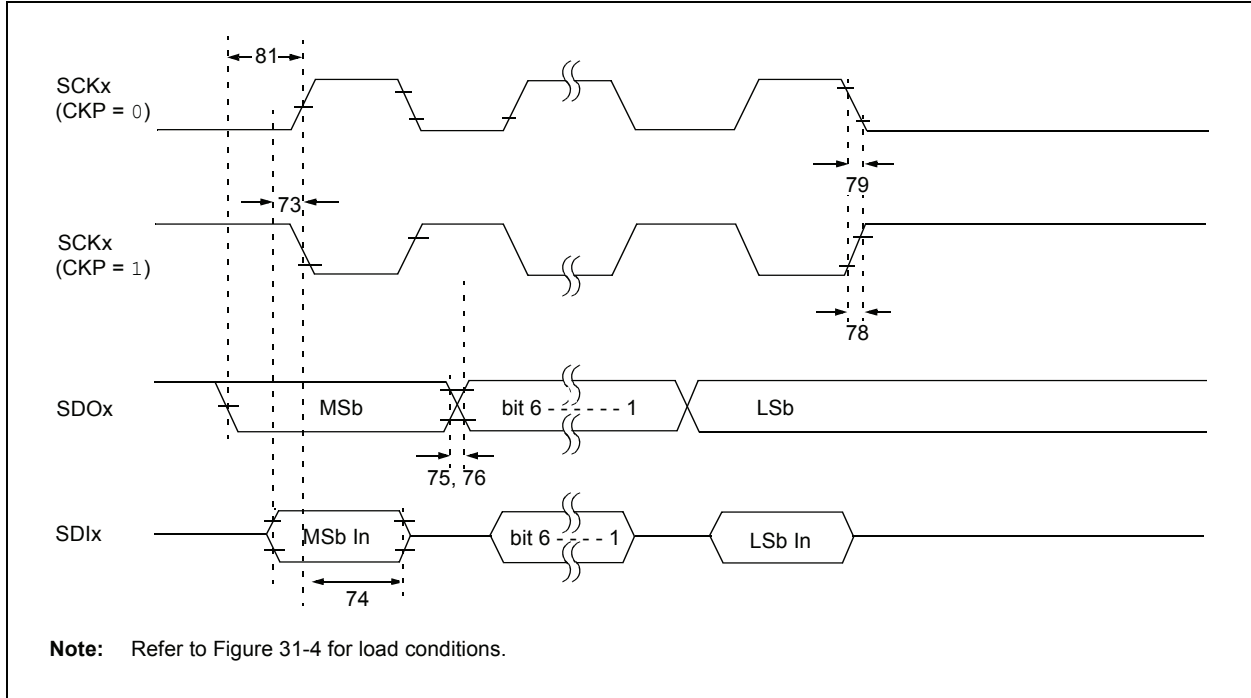 81
SCKx
(CKP = 0)
79
73
SCKx
(CKP = 1)
78
SDOx
MSb
bit 6 - - - - - - 1
LSb
75, 76
SDIx
MSb In
bit 6 - - - - 1
LSb In
74
Note: Refer to Figure 31-4 for load conditions.